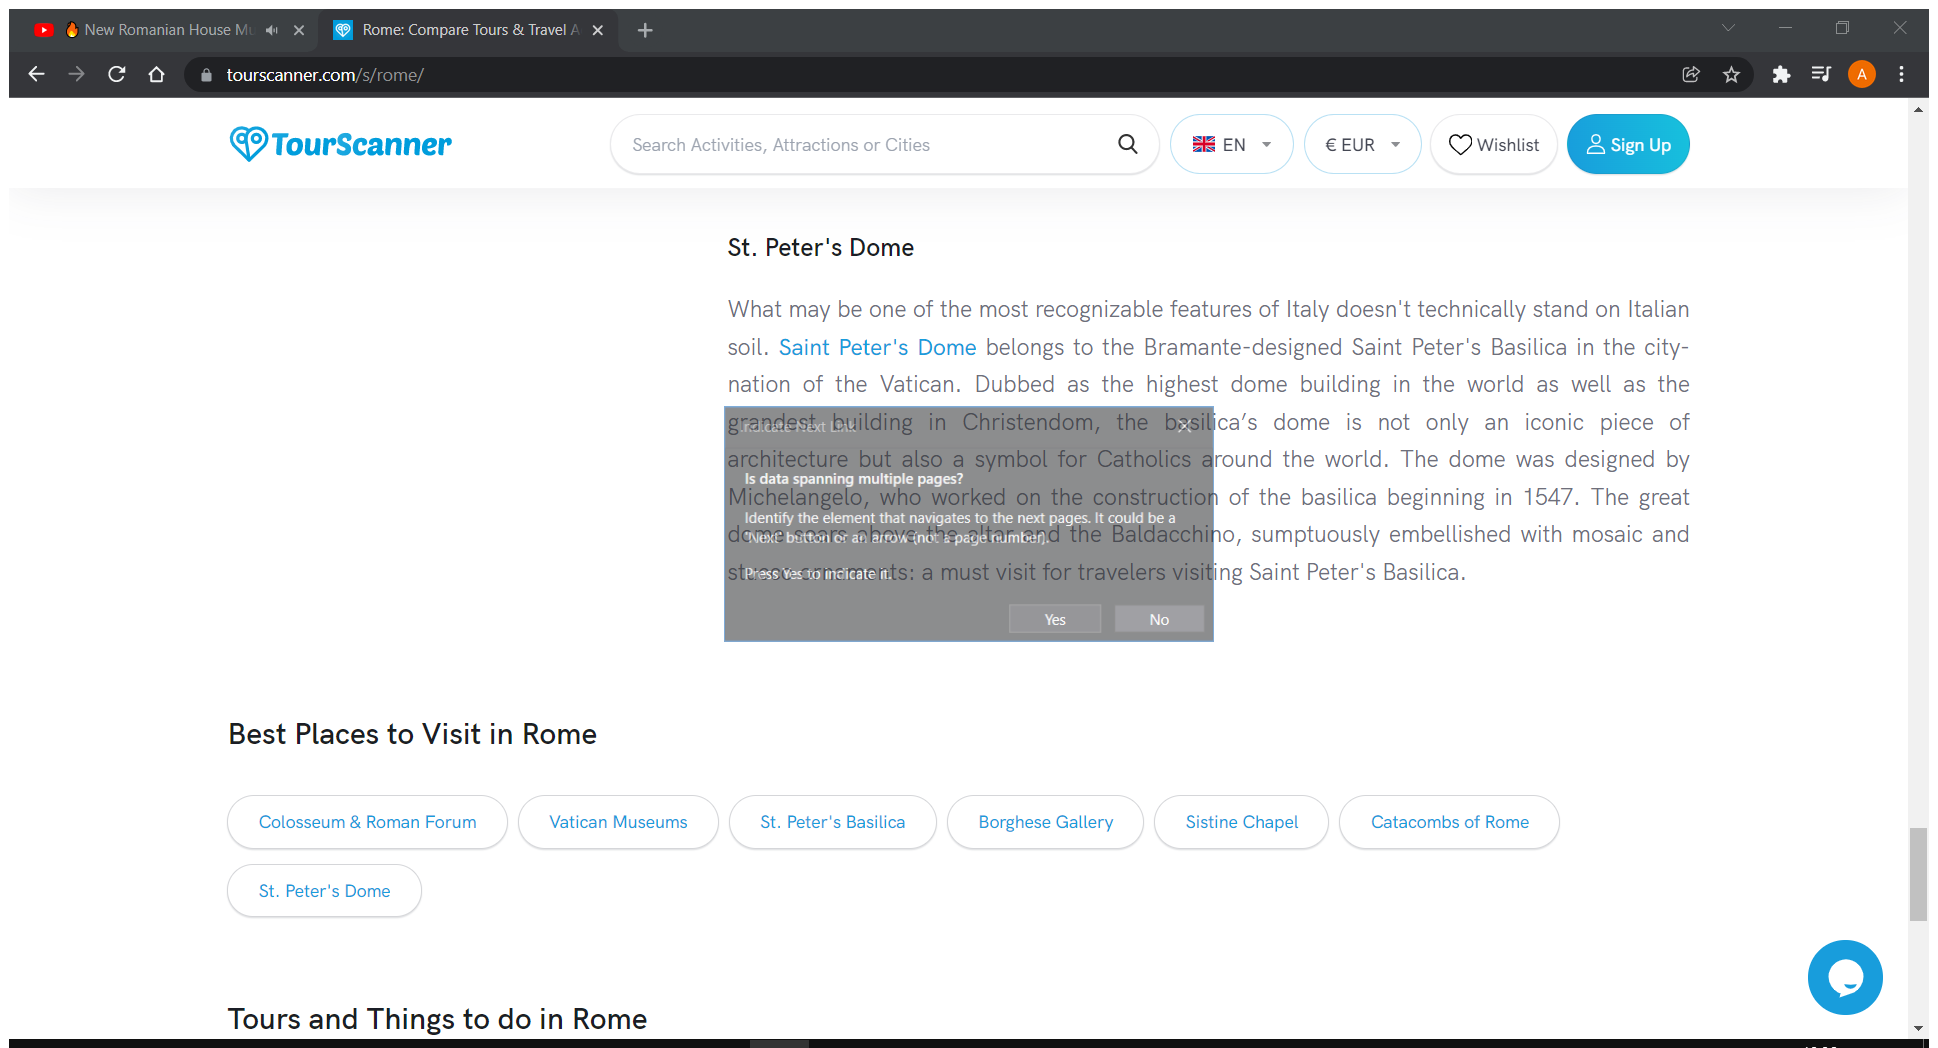 New Romanian House Mu
Rome: Compare Tours & Travel A
tourscanner.com/s/rome/
A
TourScanner
Search Activities, Attractions or Cities
EN
€ EUR
Wishlist
Sign Up
St. Peter's Dome
What may be one of the most recognizable features of Italy doesn't technically stand on Italian
soil. Saint Peter's Dome belongs to the Bramante-designed Saint Peter's Basilica in the city-
nation of the Vatican. Dubbed as the highest dome building in the world as well as the
grandest building in Christendom, the basilica’s dome is not only an iconic piece of
architecture but also a symbol for Catholics around the world. The dome was designed by
Michelangelo, who worked on the construction of the basilica beginning in 1547. The great
dome soars above the altar and the Baldacchino, sumptuously embellished with mosaic and
ornaments: a must visit for travelers visiting Saint Peter's Basilica.
Indicate Next Link
Is data spanning multiple pages?
Identify the element that navigates to the next pages. It could be a
'Next' button or an arrow (not a page number).
Press Yes to indicate it.
Yes
No
Best Places to Visit in Rome
Colosseum & Roman Forum
Vatican Museums
St. Peter's Basilica
Borghese Gallery
Sistine Chapel
Catacombs of Rome
St. Peter's Dome
Tours and Things to do in Rome